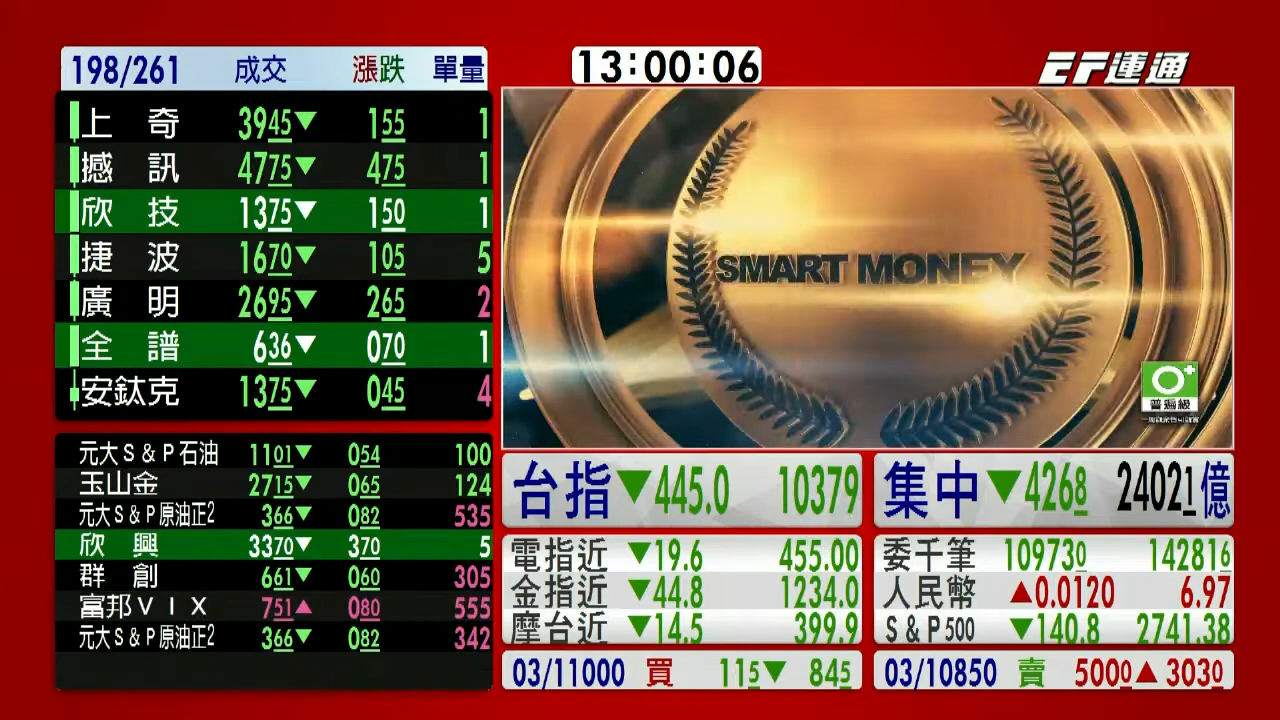 198/261 成交 漲跌 單量
13:00:06
EF運通
上奇 3945▼ 155 1
撼訊 4775▼ 475 1
欣技 1375▼ 150 1
捷波 1670▼ 105 5
廣明 2695▼ 265 2
全譜 636▼ 070 1
安鈦克 1375▼ 045 4
SMART MONEY
普遍級
元大S&P石油 1101▼ 054 100
玉山金 2715▼ 065 124
元大S&P原油正2 366▼ 082 535
欣興 3370▼ 370 5
群創 661▼ 060 305
富邦VIX 751▲ 080 555
元大S&P原油正2 366▼ 082 342
台指 ▼445.0 10379
集中 ▼4268 24021億
電指近 ▼19.6 455.00
金指近 ▼44.8 1234.0
摩台近 ▼14.5 399.9
委千筆 109730 142816
人民幣 ▲0.0120 6.97
S&P500 ▼140.8 2741.38
03/11000 買 115▼ 845
03/10850 賣 5000▲ 3030